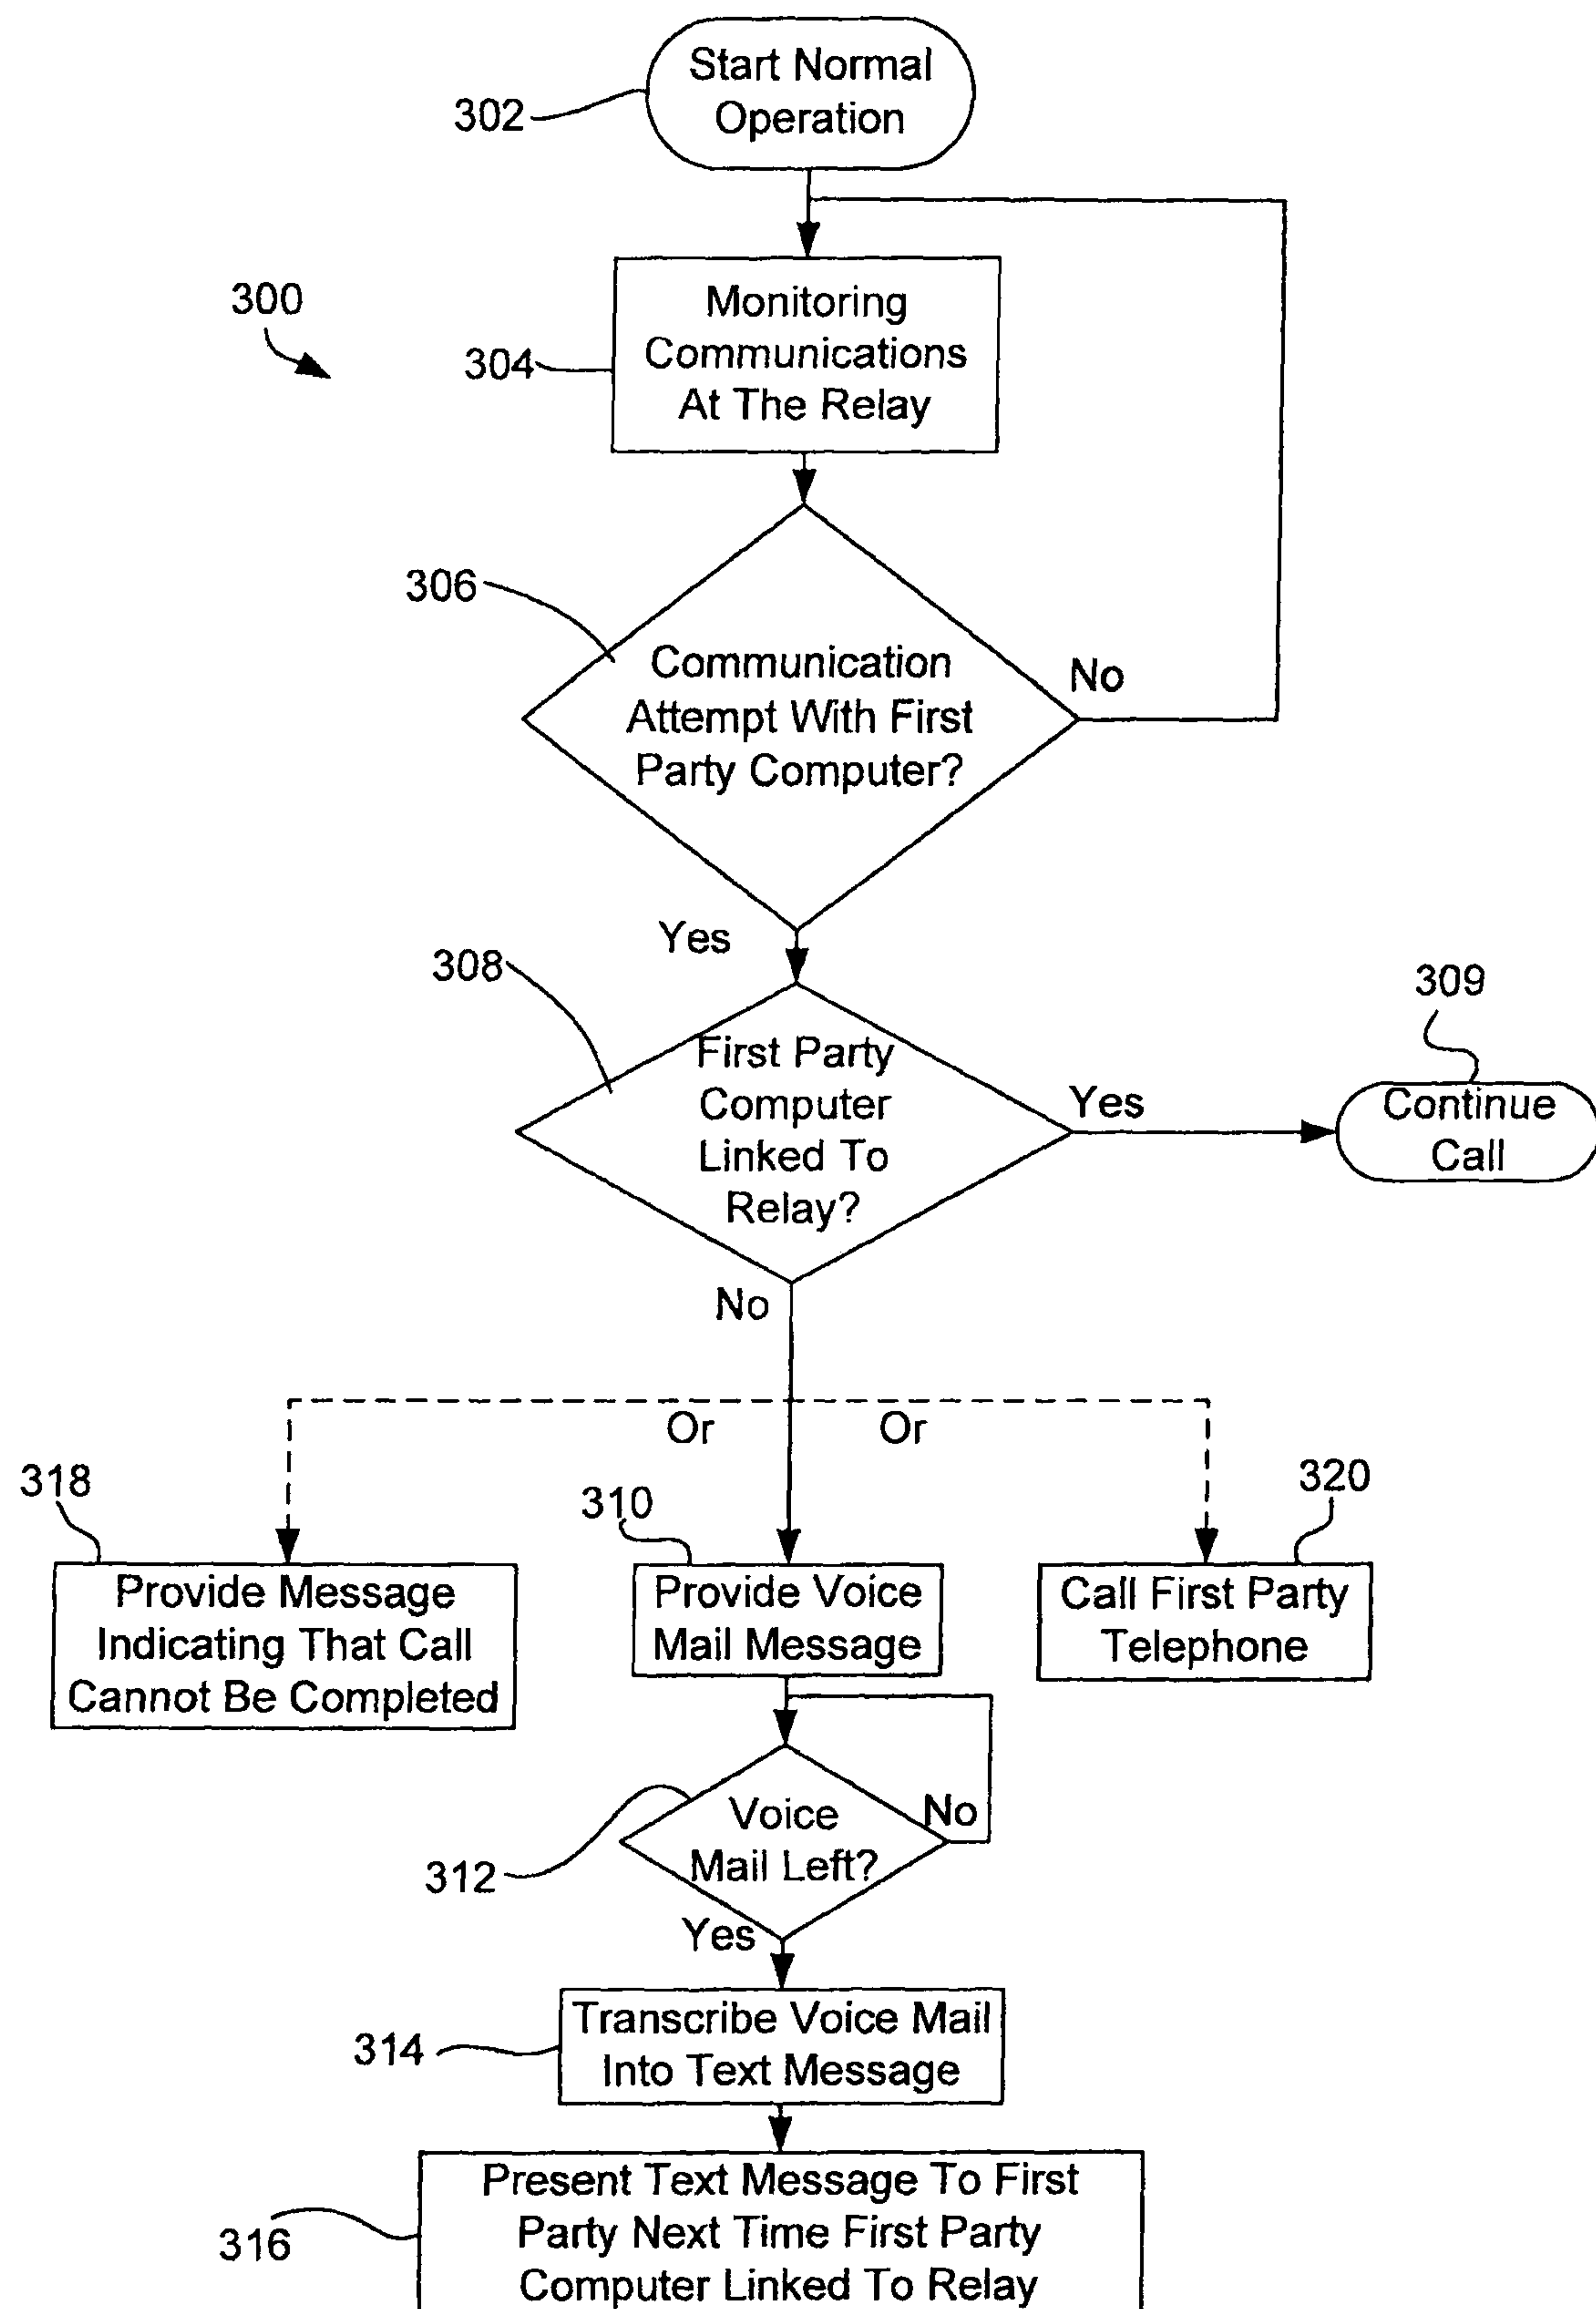 Start Normal
Operation
302
300
Monitoring
Communications
At The Relay
304
306
Communication
Attempt With First
Party Computer?
No
Yes
308
309
First Party
Computer
Linked To
Relay?
Yes
Continue
Call
No
Or
Or
318
310
320
Provide Message
Indicating That Call
Cannot Be Completed
Provide Voice
Mail Message
Call First Party
Telephone
Voice
Mail Left?
No
312
Yes
Transcribe Voice Mail
Into Text Message
314
Present Text Message To First
Party Next Time First Party
Computer Linked To Relay
316